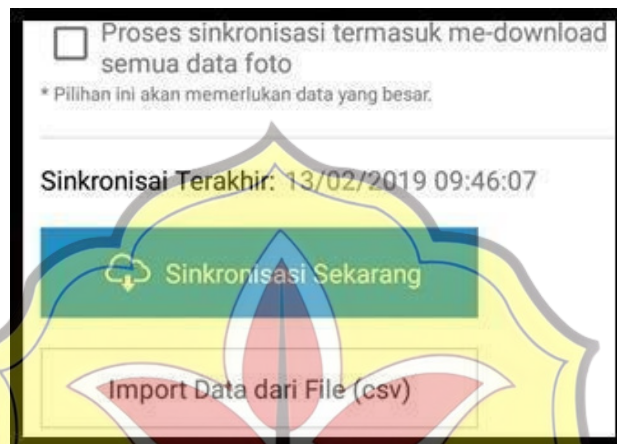 Proses sinkronisasi termasuk me-download
semua data foto
* Pilihan ini akan memerlukan data yang besar.
Sinkronisai Terakhir: 13/02/2019 09:46:07
Sinkronisasi Sekarang
Import Data dari File (csv)